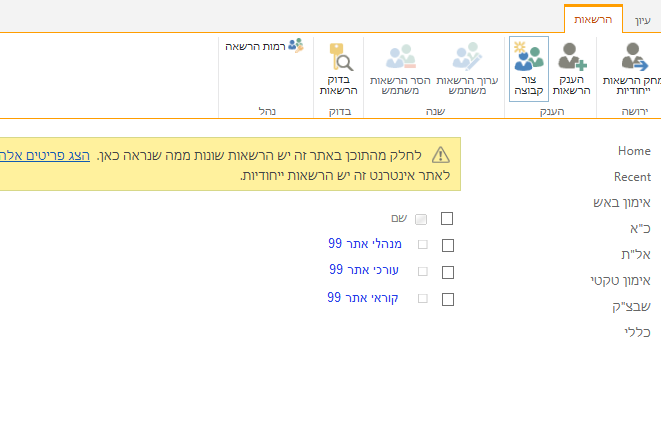 עיון
הרשאות
מחק הרשאות
ייחודיות
ירושה
הענק
הרשאות
צור
קבוצה
הענק
ערוך הרשאות
משתמש
הסר הרשאות
משתמש
שנה
בדוק
הרשאות
בדוק
רמות הרשאה
נהל
לחלק מהתוכן באתר זה יש הרשאות שונות ממה שנראה כאן. הצג פריטים אלה
לאתר אינטרנט זה יש הרשאות ייחודיות.
שם
מנהלי אתר 99
עורכי אתר 99
קוראי אתר 99
Home
Recent
אימון באש
כ"א
אל"ת
אימון טקטי
שבצ"ק
כללי